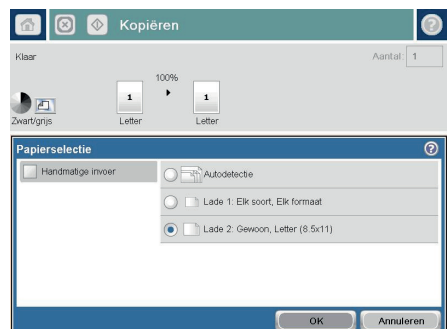 Kopiëren
Klaar
Aantal: 1
100%
1 1
Zwart/grijs Letter Letter
Papierselectie
Handmatige invoer
Autodetectie
Lade 1: Elk soort, Elk formaat
Lade 2: Gewoon, Letter (8.5x11)
OK Annuleren